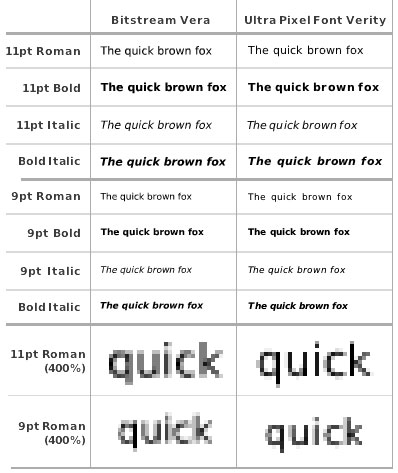 Bitstream Vera Ultra Pixel Font Verity
11pt Roman The quick brown fox The quick brown fox
11pt Bold The quick brown fox The quick brown fox
11pt Italic The quick brown fox The quick brown fox
Bold Italic The quick brown fox The quick brown fox
9pt Roman The quick brown fox The quick brown fox
9pt Bold The quick brown fox The quick brown fox
9pt Italic The quick brown fox The quick brown fox
Bold Italic The quick brown fox The quick brown fox
11pt Roman
(400%) quick quick
9pt Roman
(400%) quick quick